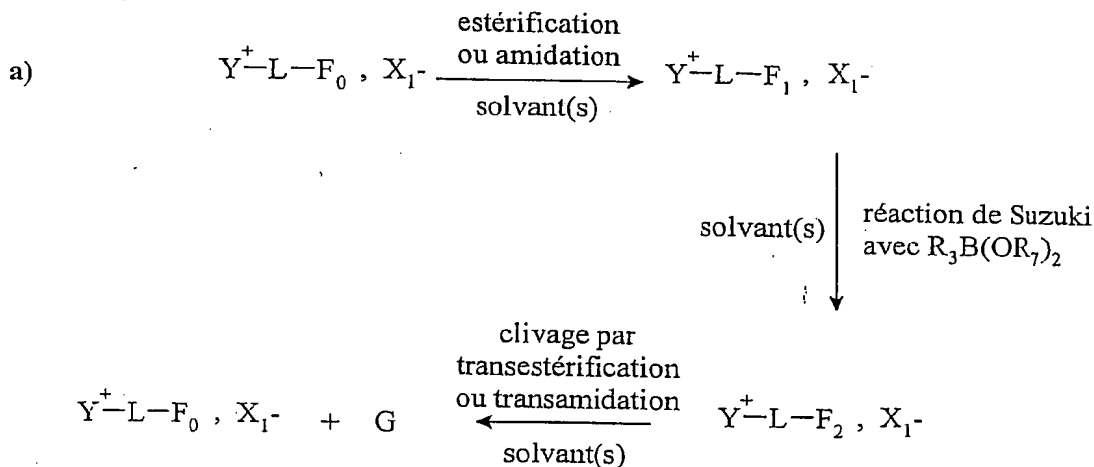 estérification
ou amidation
a) Y⁺—L—F₀ , X₁- Y⁺—L—F₁ , X₁-
solvant(s)
solvant(s) réaction de Suzuki
avec R₃B(OR₇)₂
clivage par
transestérification
ou transamidation
Y⁺—L—F₀ , X₁- + G Y⁺—L—F₂ , X₁-
solvant(s)